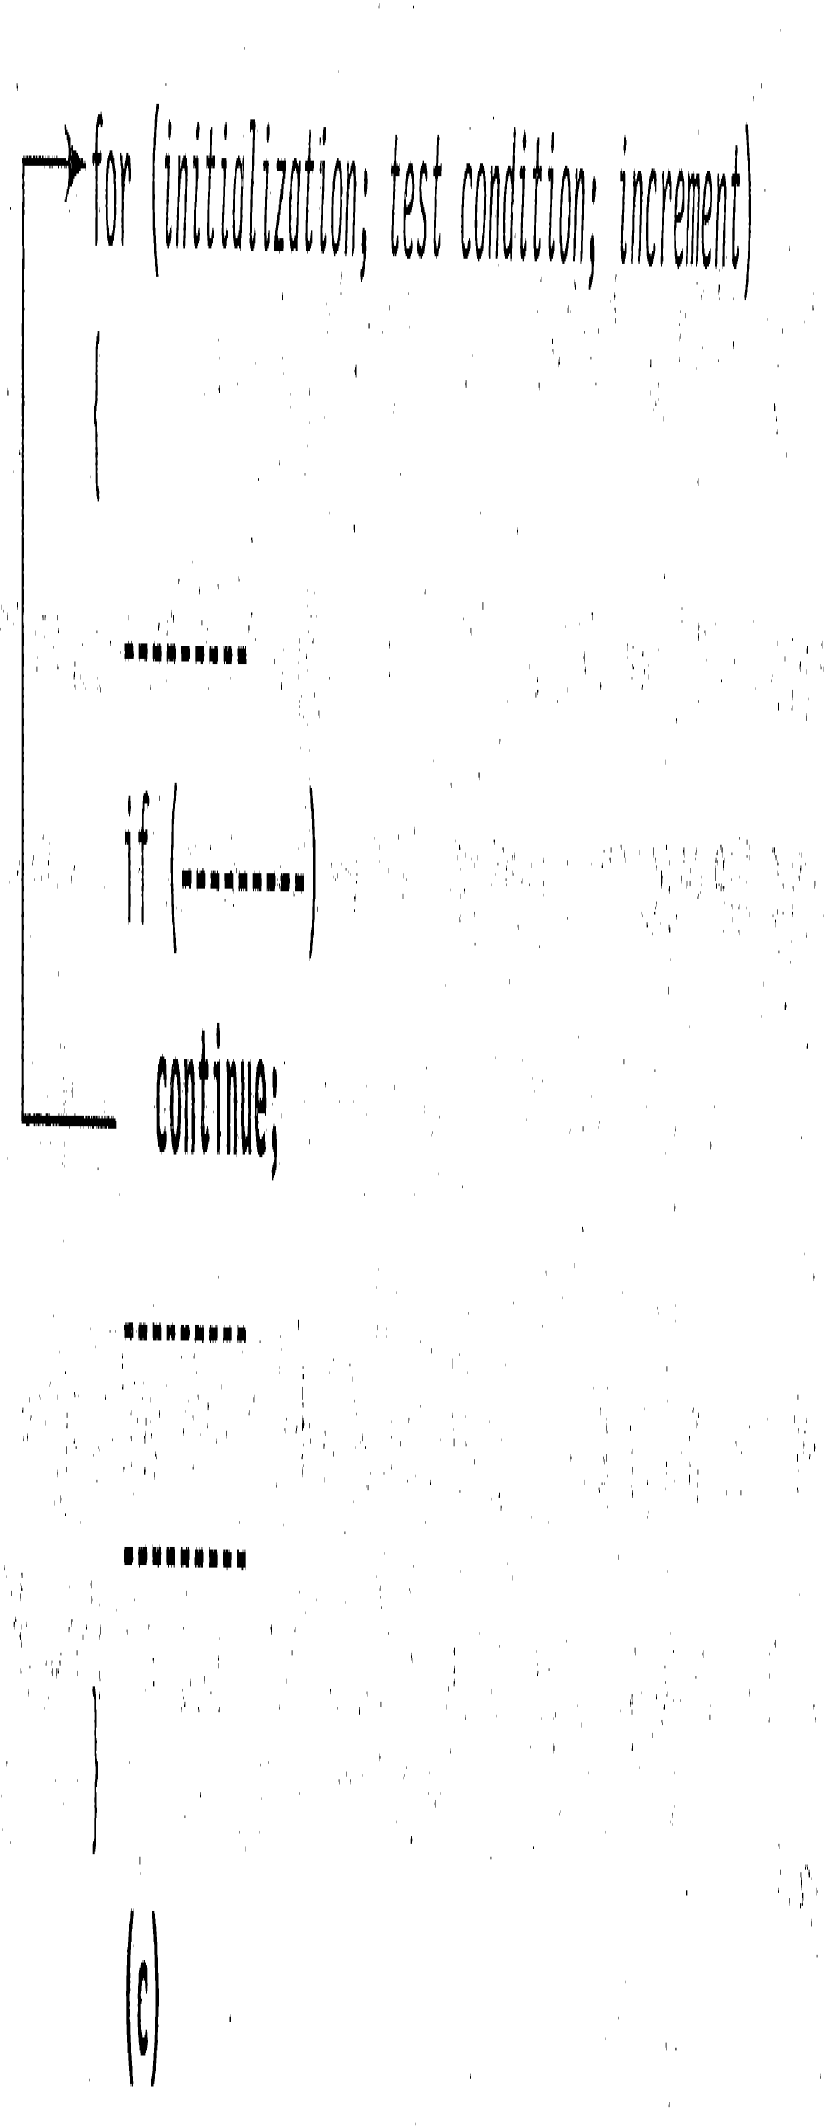 for (initialization; test condition; increment)
{
---------
if (---------)
continue;
---------
---------
}
(c)